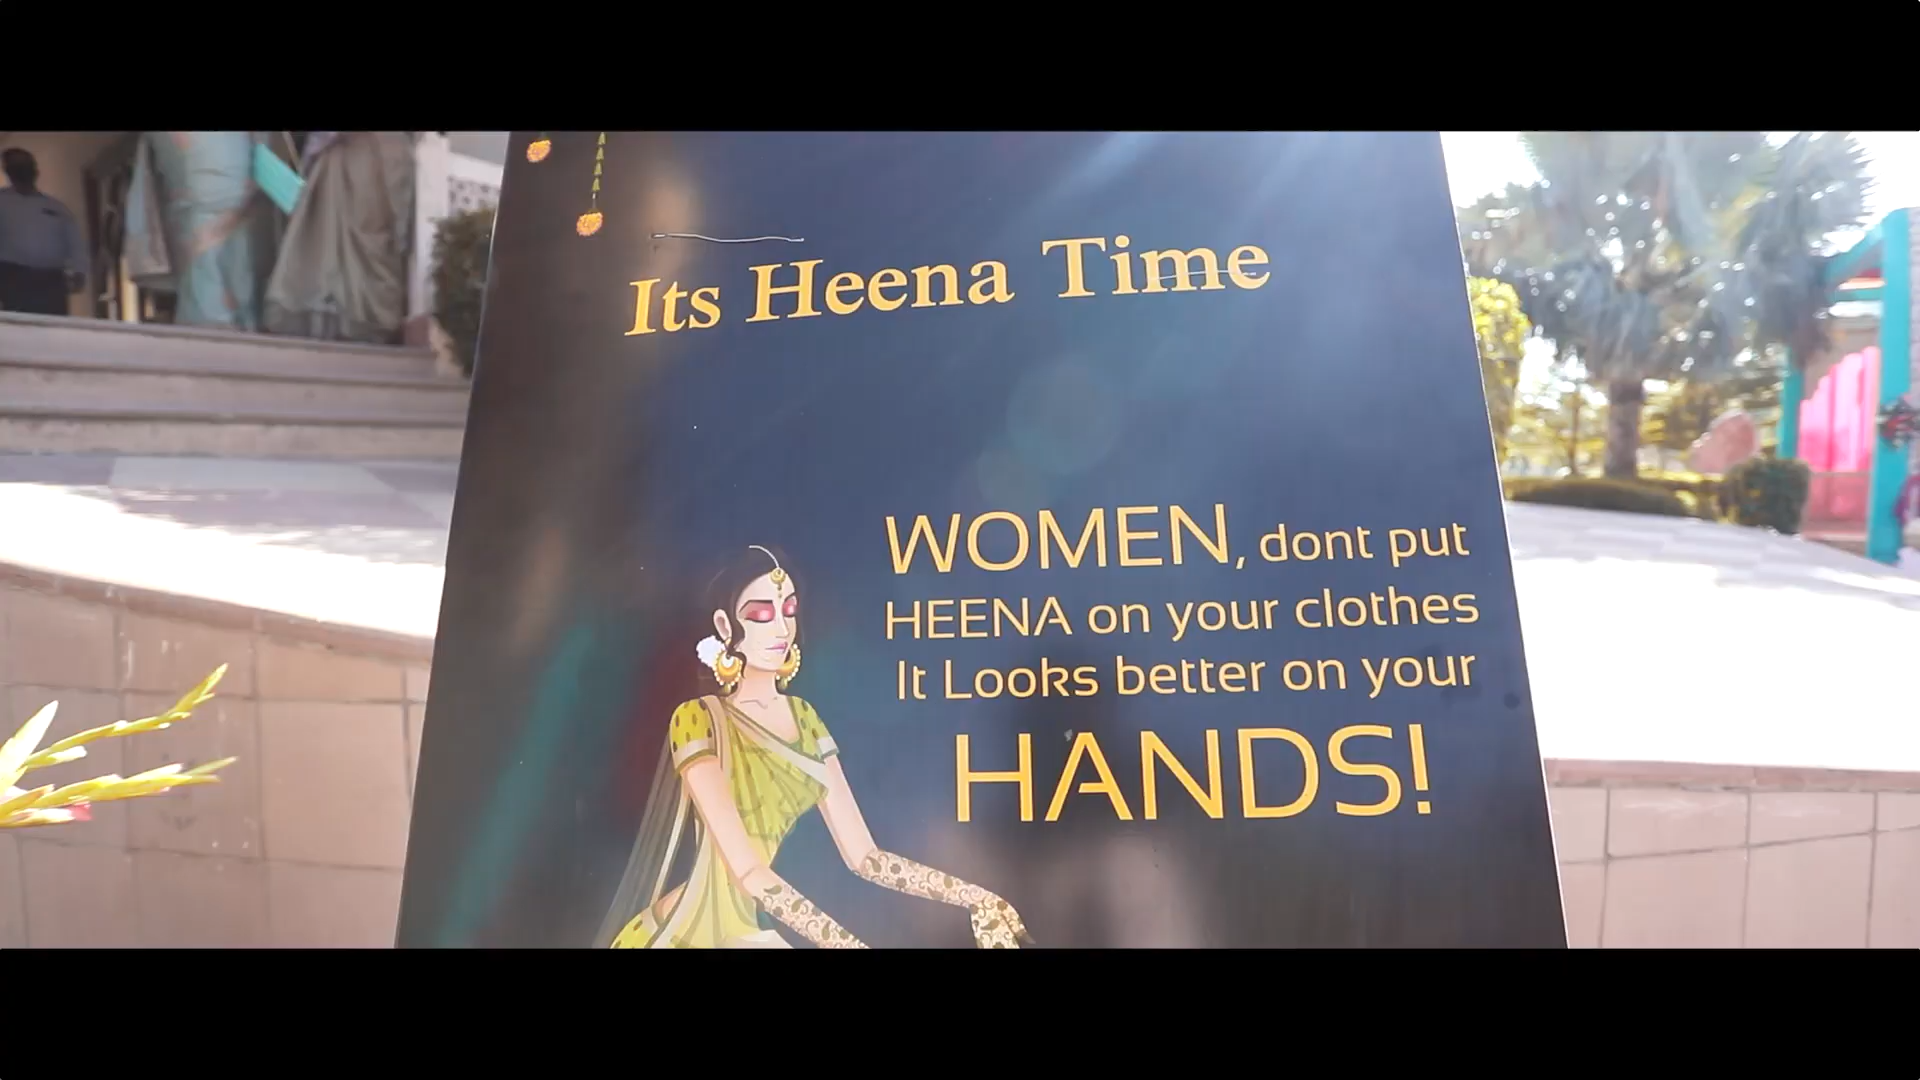 Its Heena Time
WOMEN, dont put
HEENA on your clothes
It Looks better on your
HANDS!